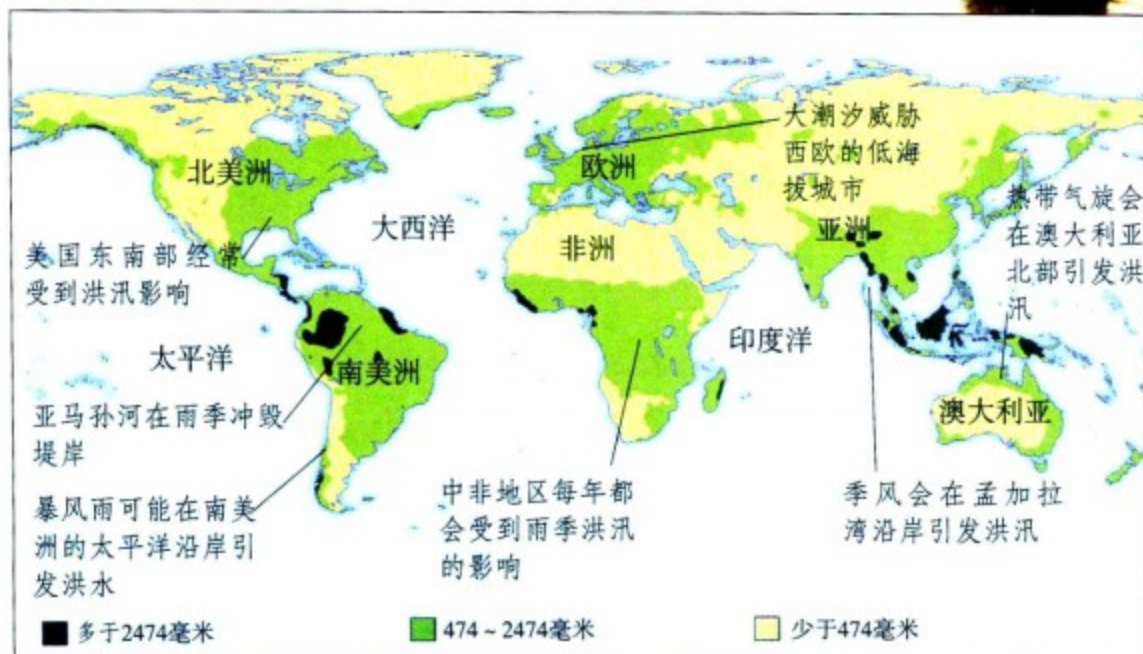 北美洲
大西洋
美国东南部经常
受到洪汛影响
太平洋
南美洲
亚马孙河在雨季冲毁
堤岸
暴风雨可能在南美
洲的太平洋沿岸引
发洪水
欧洲
大潮汐威胁
西欧的低海
拔城市
非洲
亚洲
热带气旋会
在澳大利亚
北部引发洪
汛
印度洋
澳大利亚
中非地区每年都
会受到雨季洪汛
的影响
季风会在孟加拉
湾沿岸引发洪汛
多于2474毫米
474～2474毫米
少于474毫米